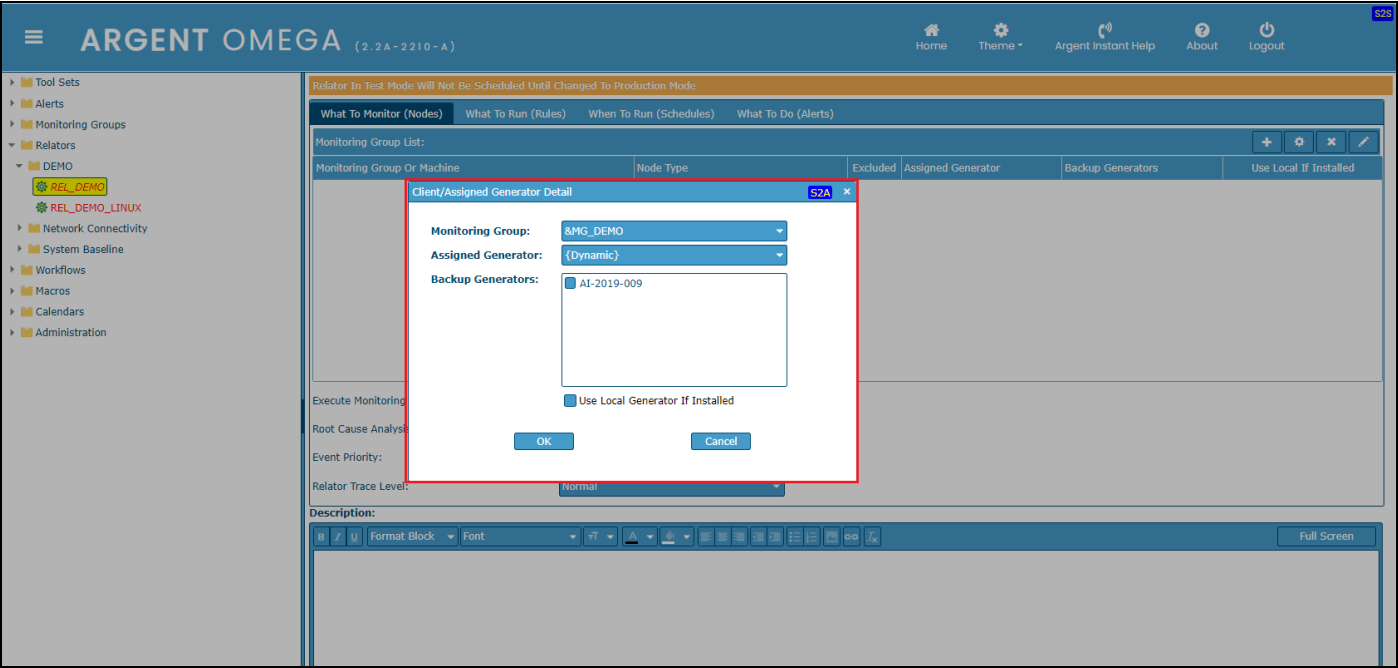 S2S
ARGENT OMEGA (2.2A-2210-A)
Home
Theme
Argent Instant Help
About
Logout
Tool Sets
Alerts
Monitoring Groups
Relators
DEMO
REL_DEMO
REL_DEMO_LINUX
Network Connectivity
System Baseline
Workflows
Macros
Calendars
Administration
Relator In Test Mode Will Not Be Scheduled Until Changed To Production Mode
What To Monitor (Nodes) What To Run (Rules) When To Run (Schedules) What To Do (Alerts)
Monitoring Group List:
Monitoring Group Or Machine Node Type Excluded Assigned Generator Backup Generators Use Local If Installed
Client/Assigned Generator Detail S2A ×
Monitoring Group: &MG_DEMO
Assigned Generator: {Dynamic}
Backup Generators: AI-2019-009
Use Local Generator If Installed
OK Cancel
Execute Monitoring
Root Cause Analysis
Event Priority:
Relator Trace Level: Normal
Description:
B I U Format Block Font A Full Screen